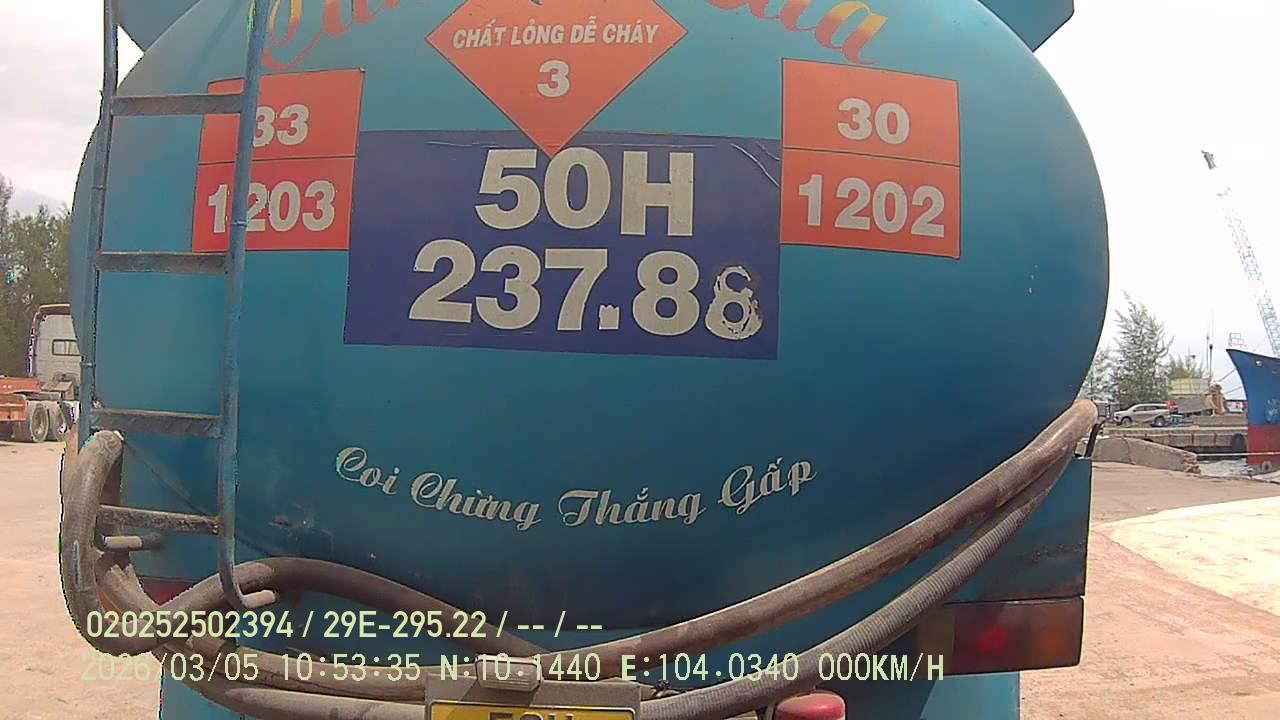 CHẤT LỎNG DỄ CHÁY
3
33
1203
30
1202
50H
237.88
Coi Chừng Thắng Gấp
020252502394 / 29E-295.22 / -- / --
2026/03/05 10:53:35 N:10.1440 E:104.0340 000KM/H
50H